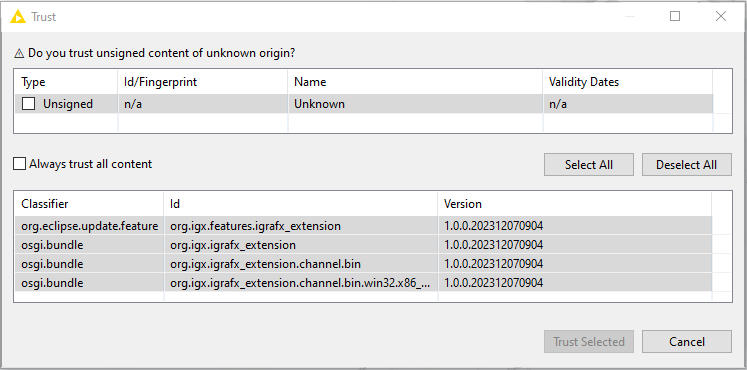 Trust
Do you trust unsigned content of unknown origin?
Type Id/Fingerprint Name Validity Dates
Unsigned n/a Unknown n/a
Always trust all content Select All Deselect All
Classifier Id Version
org.eclipse.update.feature org.igx.features.igrafx_extension 1.0.0.202312070904
osgi.bundle org.igx.igrafx_extension 1.0.0.202312070904
osgi.bundle org.igx.igrafx_extension.channel.bin 1.0.0.202312070904
osgi.bundle org.igx.igrafx_extension.channel.bin.win32.x86_... 1.0.0.202312070904
Trust Selected Cancel